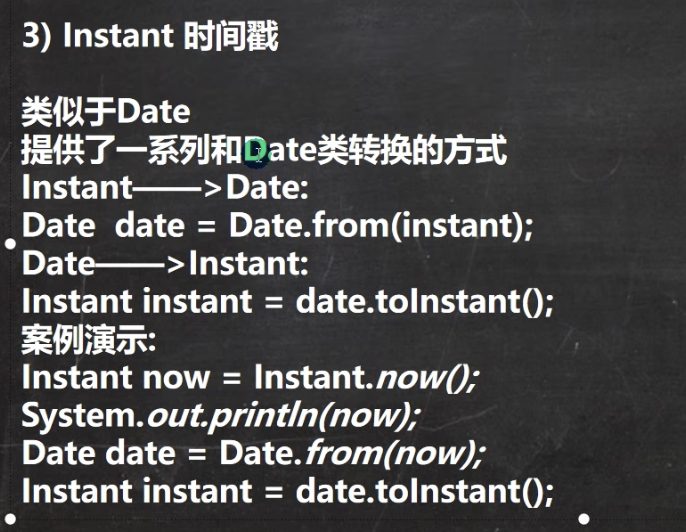 3) Instant 时间戳
类似于Date
提供了一系列和Date类转换的方式
Instant——>Date:
Date  date = Date.from(instant);
Date——>Instant:
Instant instant = date.toInstant();
案例演示:
Instant now = Instant.now();
System.out.println(now);
Date date = Date.from(now);
Instant instant = date.toInstant();